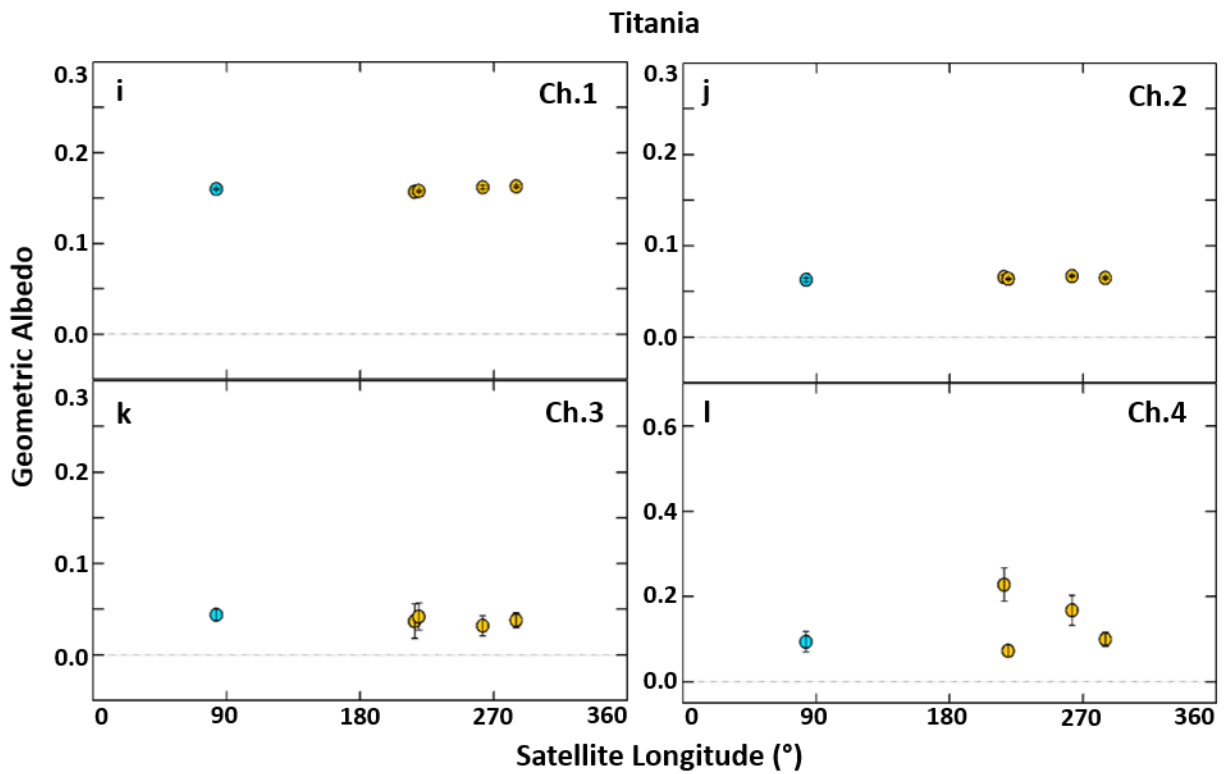 Titania
0.3 i Ch.1
0.2
0.1
0.0
0.3 j Ch.2
0.2
0.1
0.0
Geometric Albedo
0.3 k Ch.3
0.2
0.1
0.0
0 90 180 270 360
l Ch.4
0.6
0.4
0.2
0.0
0 90 180 270 360
Satellite Longitude (°)